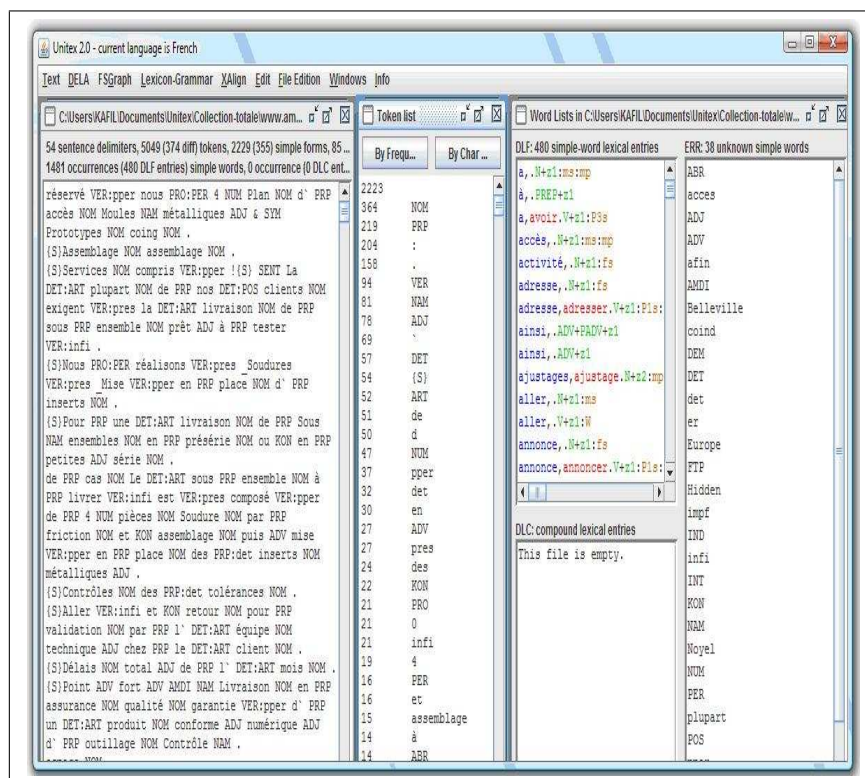 Unitex 2.0 - current language is French
Text DELA FSGraph Lexicon-Grammar XAlign Edit File Edition Windows Info
C:\Users\KAFIL\Documents\Unitex\Collection-totale\www.am...
54 sentence delimiters, 5049 (374 diff) tokens, 2229 (355) simple forms, 85 ...
1481 occurrences (480 DLF entries) simple words, 0 occurrence (0 DLC ent...
réservé VER:pper nous PRO:PER 4 NUM Plan NOM d` PRP
accès NOM Moules NAM métalliques ADJ & SYM
Prototypes NOM coing NOM .
{S}Assemblage NOM assemblage NOM .
{S}Services NOM compris VER:pper !{S} SENT La
DET:ART plupart NOM de PRP nos DET:POS clients NOM
exigent VER:pres la DET:ART livraison NOM de PRP
sous PRP ensemble NOM prêt ADJ à PRP tester
VER:infi .
{S}Nous PRO:PER réalisons VER:pres _Soudures
VER:pres _Mise VER:pper en PRP place NOM d` PRP
inserts NOM .
{S}Pour PRP une DET:ART livraison NOM de PRP Sous
NAM ensembles NOM en PRP présérie NOM ou KON en PRP
petites ADJ série NOM .
de PRP cas NOM Le DET:ART sous PRP ensemble NOM à
PRP livrer VER:infi est VER:pres composé VER:pper
de PRP 4 NUM pièces NOM Soudure NOM par PRP
friction NOM et KON assemblage NOM puis ADV mise
VER:pper en PRP place NOM des PRP:det inserts NOM
métalliques ADJ .
{S}Contrôles NOM des PRP:det tolérances NOM .
{S}Aller VER:infi et KON retour NOM pour PRP
validation NOM par PRP l` DET:ART équipe NOM
technique ADJ chez PRP le DET:ART client NOM .
{S}Délais NOM total ADJ de PRP l` DET:ART mois NOM .
{S}Point ADV fort ADV AMDI NAM Livraison NOM en PRP
assurance NOM qualité NOM garantie VER:pper d` PRP
un DET:ART produit NOM conforme ADJ numérique ADJ
d` PRP outillage NOM Contrôle NAM .
Token list
By Frequ... By Char ...
2223
364 NOM
219 PRP
204 :
158 .
94 VER
81 NAM
78 ADJ
69 `
57 DET
54 {S}
52 ART
51 de
50 d
47 NUM
37 pper
32 det
30 en
27 ADV
27 pres
24 des
22 KON
21 PRO
21 0
21 infi
19 4
16 PER
16 et
15 assemblage
14 à
14 ABR
Word Lists in C:\Users\KAFIL\Documents\Unitex\Collection-totale\w...
DLF: 480 simple-word lexical entries
a,.N+z1:ms:mp
à,.PREP+z1
a,avoir.V+z1:P3s
accès,.N+z1:ms:mp
activité,.N+z1:fs
adresse,.N+z1:fs
adresse,adresser.V+z1:P1s:
ainsi,.ADV+PADV+z1
ainsi,.ADV+z1
ajustages,ajustage.N+z2:mp
aller,.N+z1:ms
aller,.V+z1:W
annonce,.N+z1:fs
annonce,annoncer.V+z1:P1s:
DLC: compound lexical entries
This file is empty.
ERR: 38 unknown simple words
ABR
acces
ADJ
ADV
afin
AMDI
Belleville
coind
DEM
DET
det
er
Europe
FTP
Hidden
impf
IND
infi
INT
KON
NAM
Noyel
NUM
PER
plupart
POS